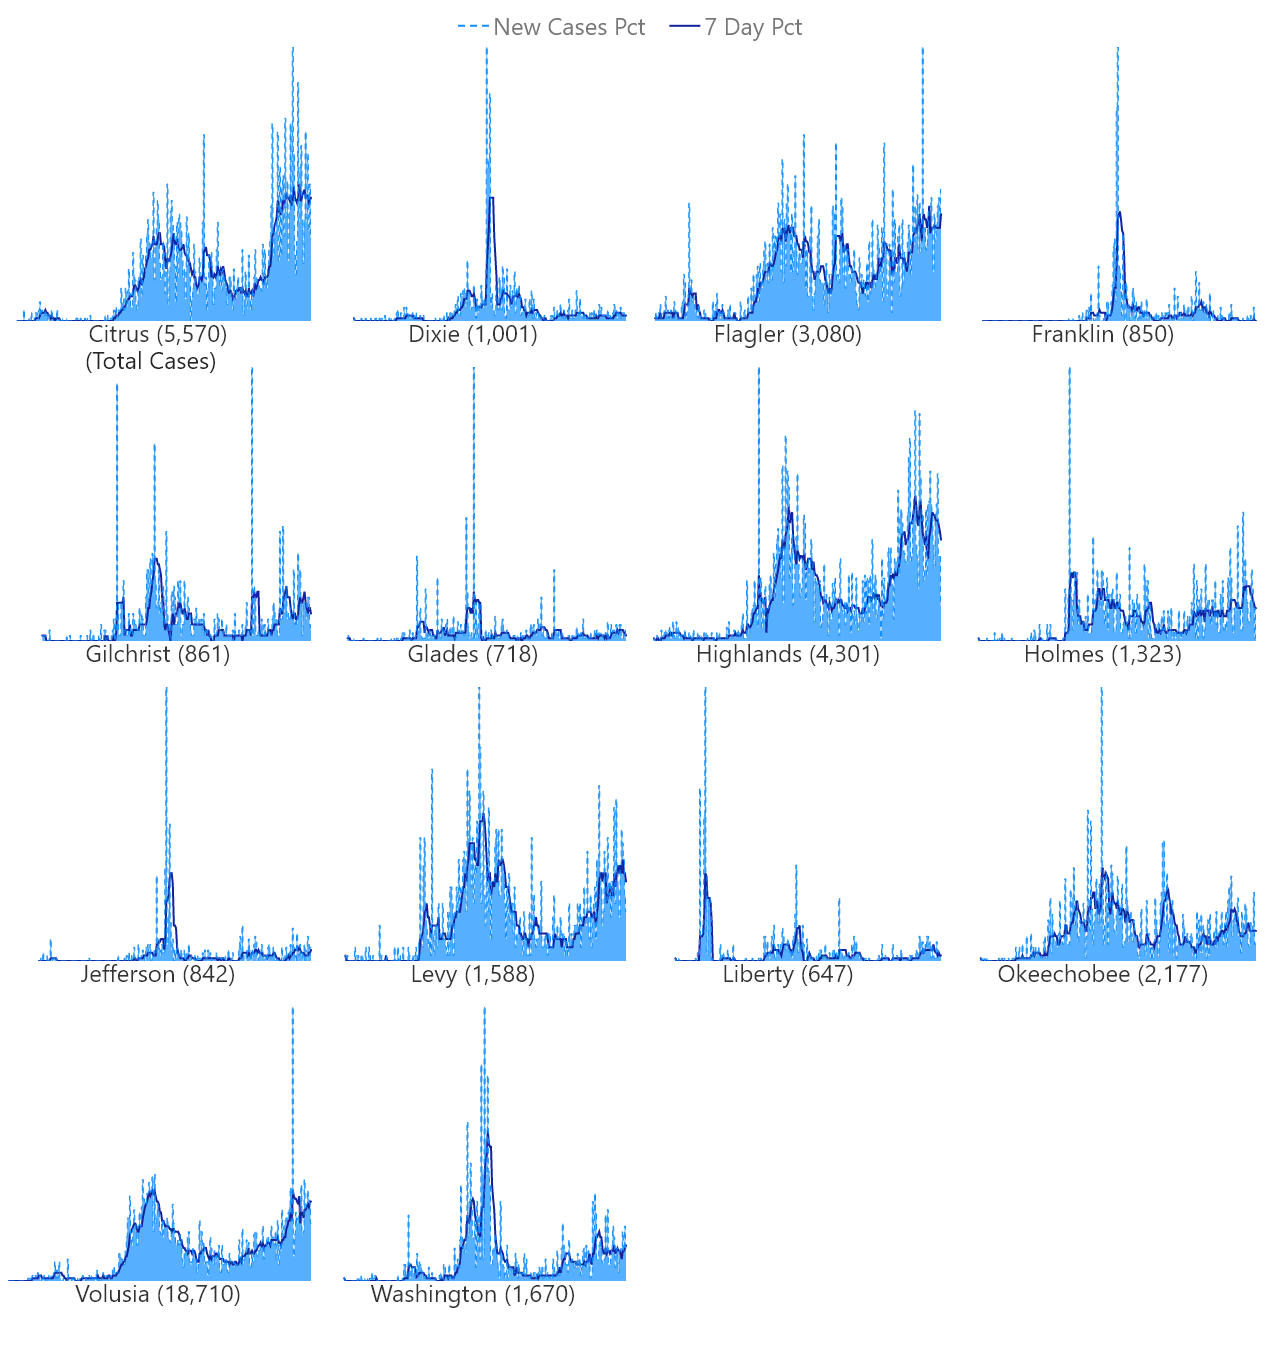 New Cases Pct 7 Day Pct
Citrus (5,570) Dixie (1,001) Flagler (3,080) Franklin (850)
(Total Cases)
Gilchrist (861) Glades (718) Highlands (4,301) Holmes (1,323)
Jefferson (842) Levy (1,588) Liberty (647) Okeechobee (2,177)
Volusia (18,710) Washington (1,670)